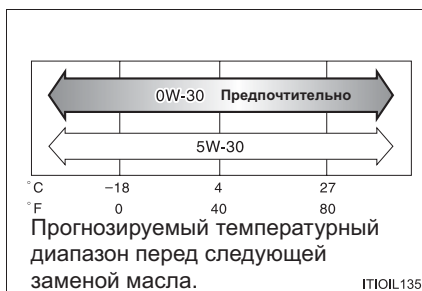 0W-30 Предпочтительно
5W-30
°C −18 4 27
°F 0 40 80
Прогнозируемый температурный
диапазон перед следующей
заменой масла.
ITIOIL135